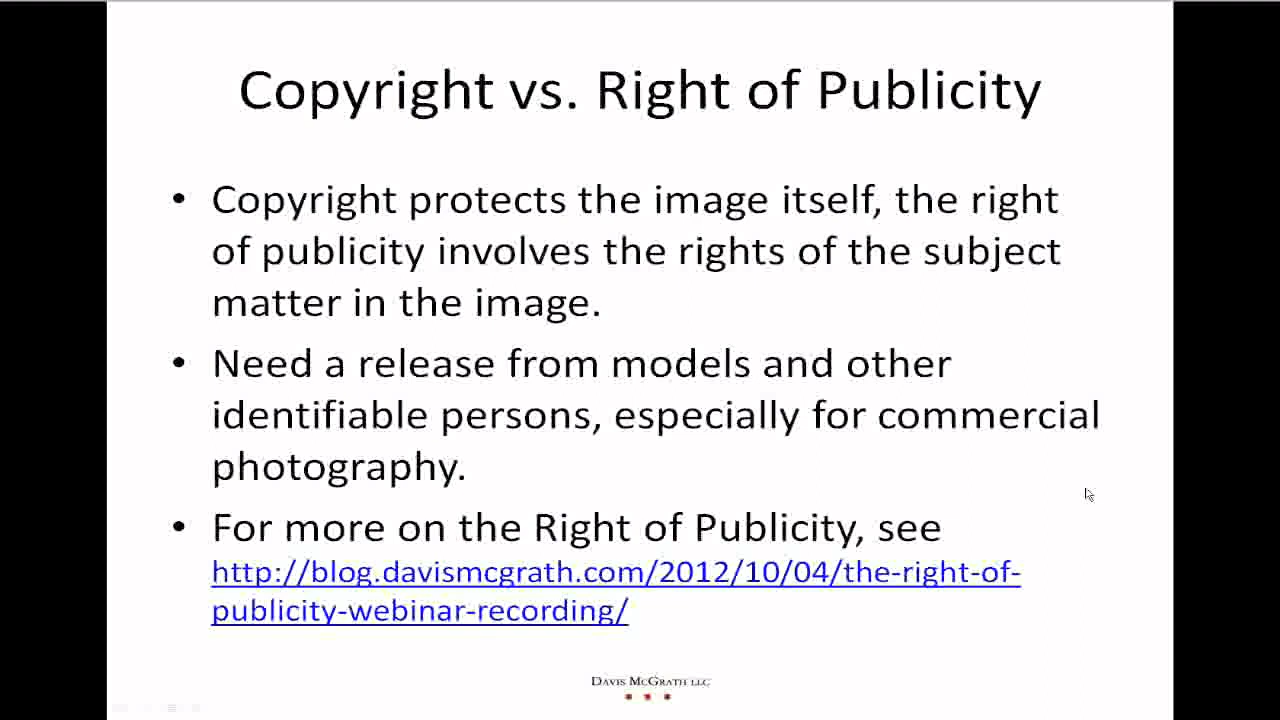 Copyright vs. Right of Publicity
• Copyright protects the image itself, the right
of publicity involves the rights of the subject
matter in the image.
• Need a release from models and other
identifiable persons, especially for commercial
photography.
• For more on the Right of Publicity, see
http://blog.davismcgrath.com/2012/10/04/the-right-of-
publicity-webinar-recording/
DAVIS MCGRATH LLC